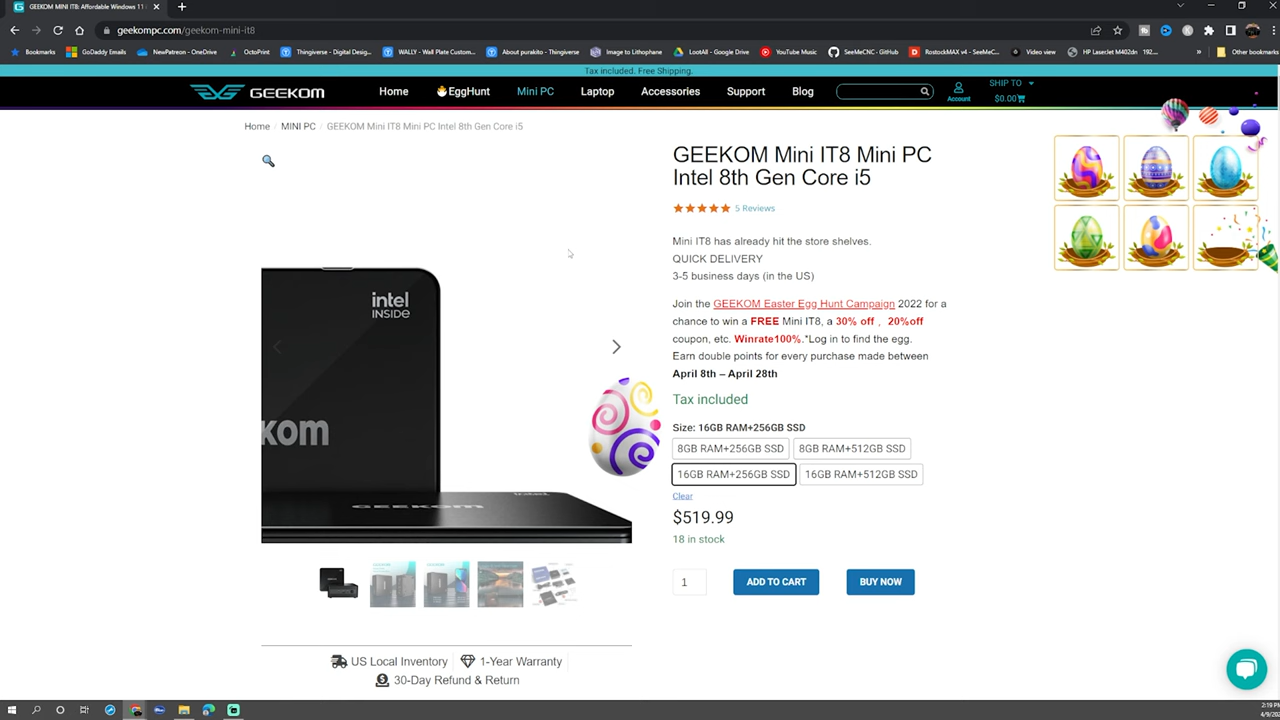 GEEKOM MINI IT8: Affordable Windows 11
geekompc.com/geekom-mini-it8
Bookmarks
GoDaddy Emails
NewPatreon - OneDrive
OctoPrint
Thingiverse - Digital Desig...
WALLY - Wall Plate Custom...
About purakito - Thingiverse
Image to Lithophane
LootAll - Google Drive
YouTube Music
SeeMeCNC · GitHub
RostockMAX v4 - SeeMeC...
Video view
HP LaserJet M402dn 192....
»
Other bookmarks
Tax included. Free Shipping.
GEEKOM
Home
EggHunt
Mini PC
Laptop
Accessories
Support
Blog
Account
SHIP TO
$0.00
Home / MINI PC / GEEKOM Mini IT8 Mini PC Intel 8th Gen Core i5
GEEKOM Mini IT8 Mini PC
Intel 8th Gen Core i5
5 Reviews
Mini IT8 has already hit the store shelves.
QUICK DELIVERY
3-5 business days (in the US)
Join the GEEKOM Easter Egg Hunt Campaign 2022 for a
chance to win a FREE Mini IT8, a 30% off , 20%off
coupon, etc. Winrate100%.*Log in to find the egg.
Earn double points for every purchase made between
April 8th – April 28th
Tax included
Size: 16GB RAM+256GB SSD
8GB RAM+256GB SSD
8GB RAM+512GB SSD
16GB RAM+256GB SSD
16GB RAM+512GB SSD
Clear
$519.99
18 in stock
1
ADD TO CART
BUY NOW
intel
INSIDE
kom
GEEKOM
US Local Inventory
1-Year Warranty
30-Day Refund & Return
2:19 P
4/9/20